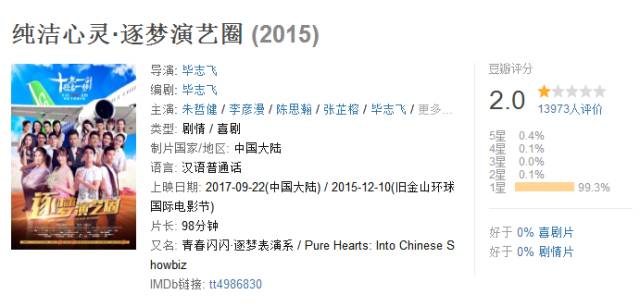 纯洁心灵·逐梦演艺圈 (2015)
导演: 毕志飞
编剧: 毕志飞
主演: 朱哲健 / 李彦漫 / 陈思瀚 / 张芷榕 / 毕志飞 / 更多...
类型: 剧情 / 喜剧
制片国家/地区: 中国大陆
语言: 汉语普通话
上映日期: 2017-09-22(中国大陆) / 2015-12-10(旧金山环球
国际电影节)
片长: 98分钟
又名: 青春闪闪·逐梦表演系 / Pure Hearts: Into Chinese S
howbiz
IMDb链接: tt4986830
豆瓣评分
2.0
13973人评价
5星 0.4%
4星 0.1%
3星 0.0%
2星 0.1%
1星 99.3%
好于 0% 喜剧片
好于 0% 剧情片
逐梦演艺圈